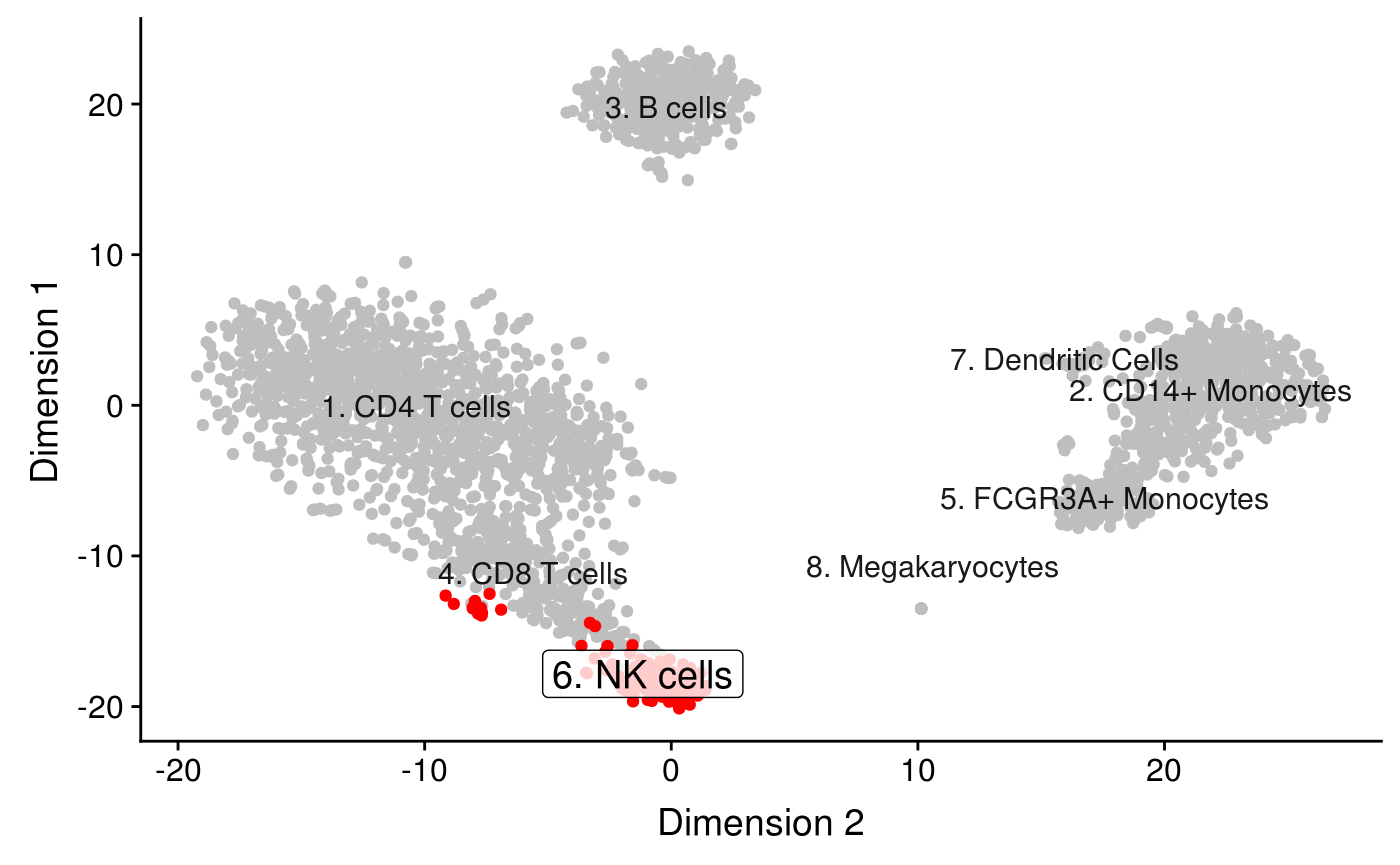 20
3. B cells
10
Dimension 1
7. Dendritic Cells
2. CD14+ Monocytes
0
1. CD4 T cells
5. FCGR3A+ Monocytes
-10
8. Megakaryocytes
4. CD8 T cells
6. NK cells
-20
-20 -10 0 10 20
Dimension 2